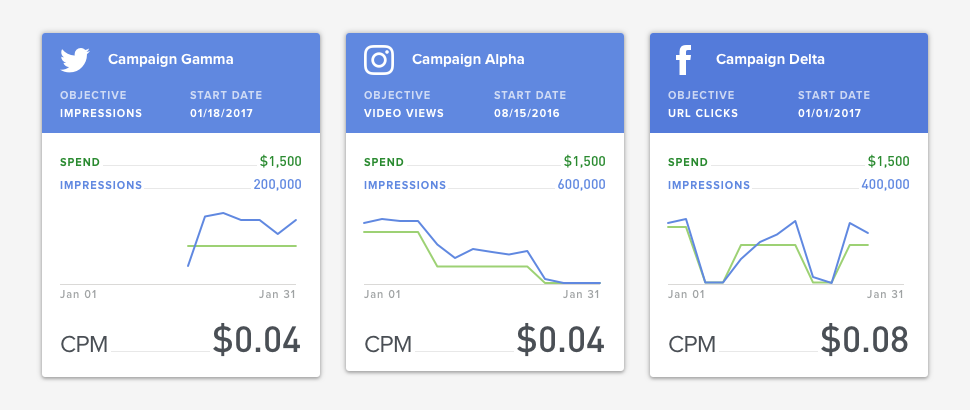 Campaign Gamma
OBJECTIVE START DATE
IMPRESSIONS 01/18/2017
SPEND $1,500
IMPRESSIONS 200,000
Jan 01 Jan 31
CPM $0.04
Campaign Alpha
OBJECTIVE START DATE
VIDEO VIEWS 08/15/2016
SPEND $1,500
IMPRESSIONS 600,000
Jan 01 Jan 31
CPM $0.04
Campaign Delta
OBJECTIVE START DATE
URL CLICKS 01/01/2017
SPEND $1,500
IMPRESSIONS 400,000
Jan 01 Jan 31
CPM $0.08